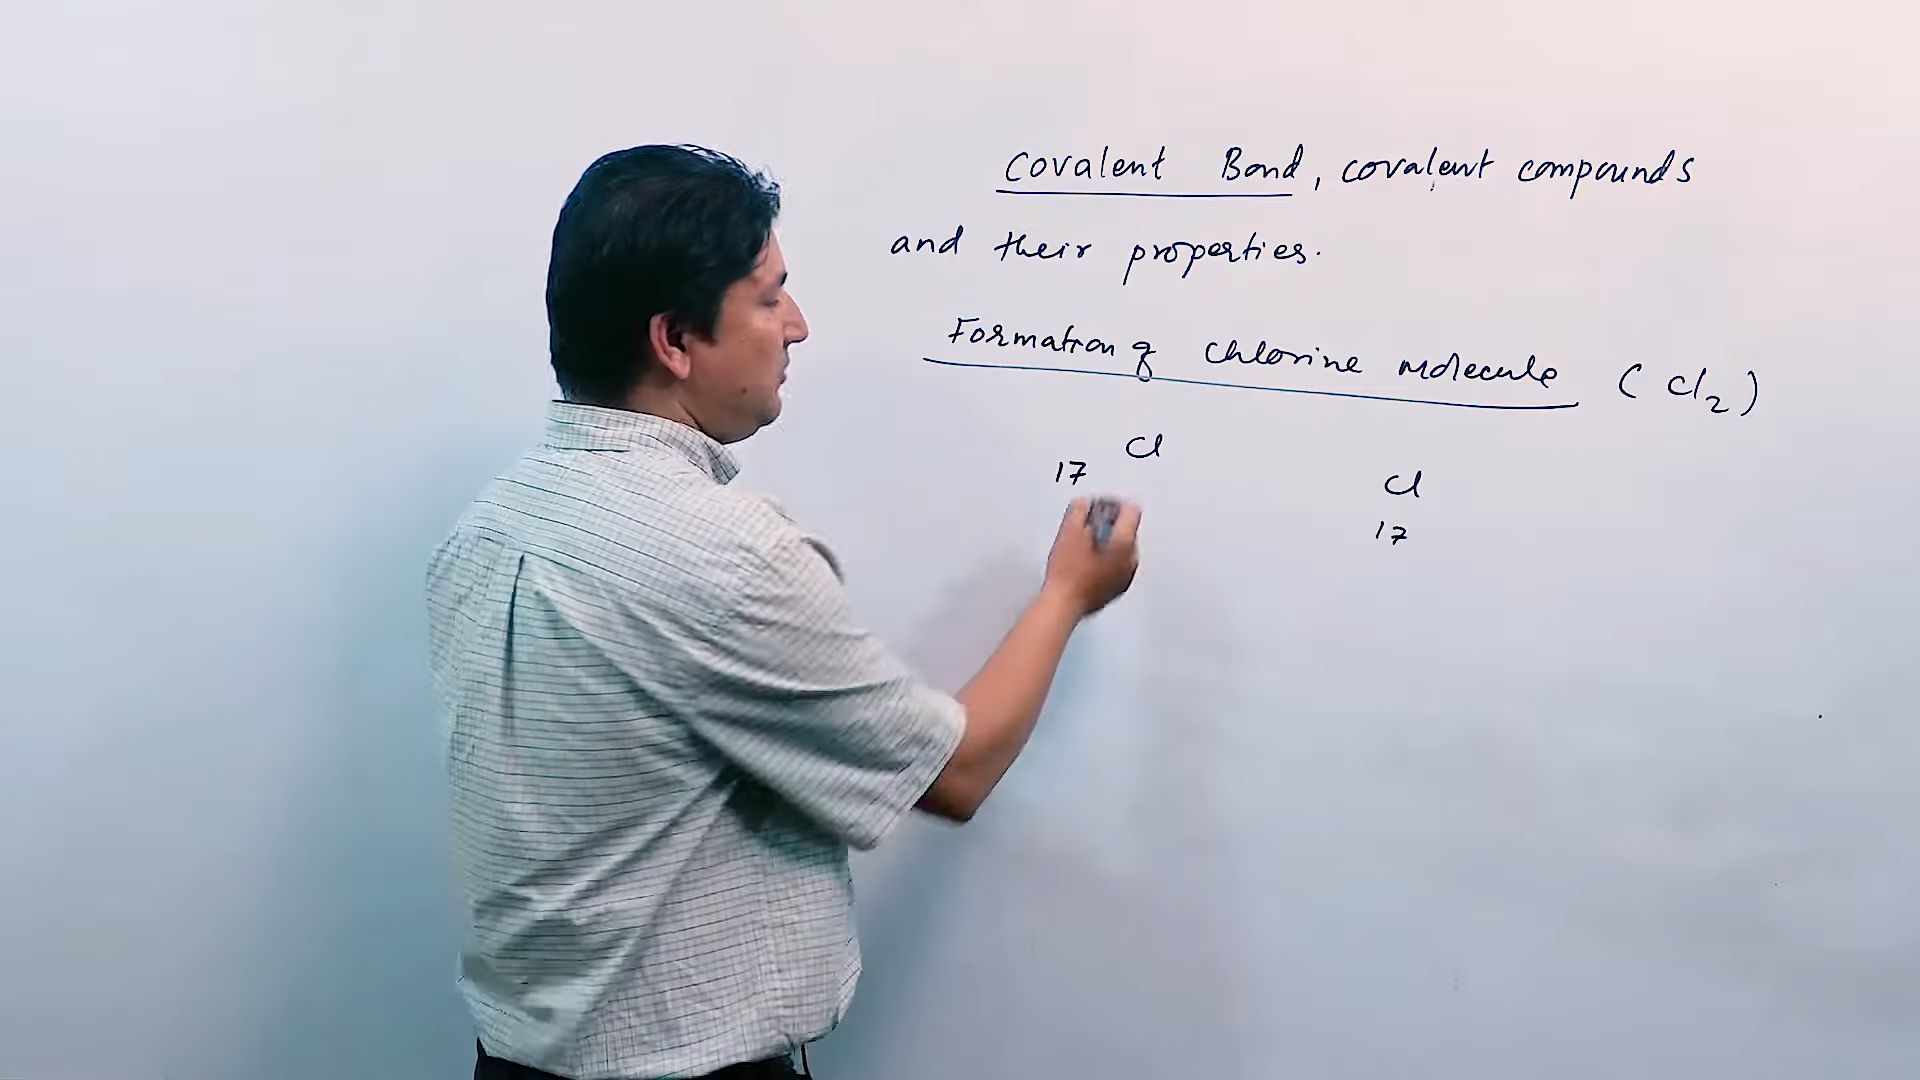 Covalent Bond, covalent compounds
and their properties.
Formation of chlorine molecule (Cl2)
Cl
17
Cl
17